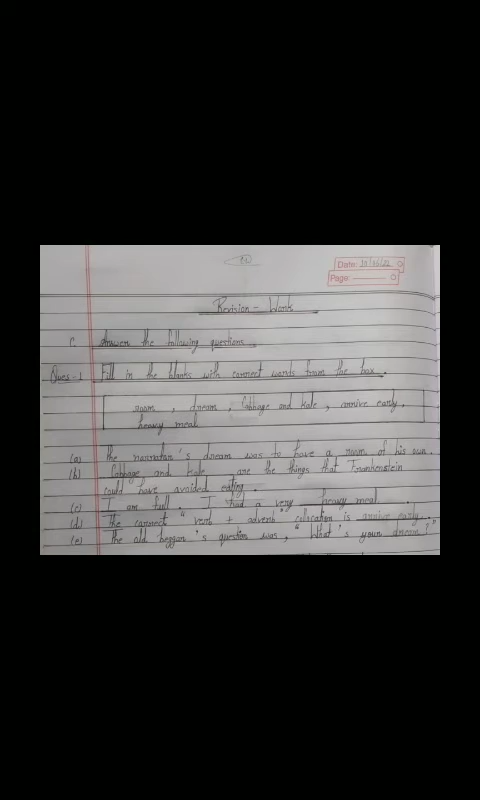 Date: 10/05/22
Page:
Revision - Work
Answer the following questions.
Ques-1 Fill in the blanks with correct words from the box.
room, dream, Cabbage and Kale, arrive early,
heavy meal
(a) the narrator's dream was to have a room of his own.
(b) Cabbage and Kale are the things that Frankenstein
could have avoided eating.
(c) I am full. I had a very heavy meal.
(d) The correct "verb + adverb" collocation is arrive early.
(e) The old beggar's question was, "What's your dream?"